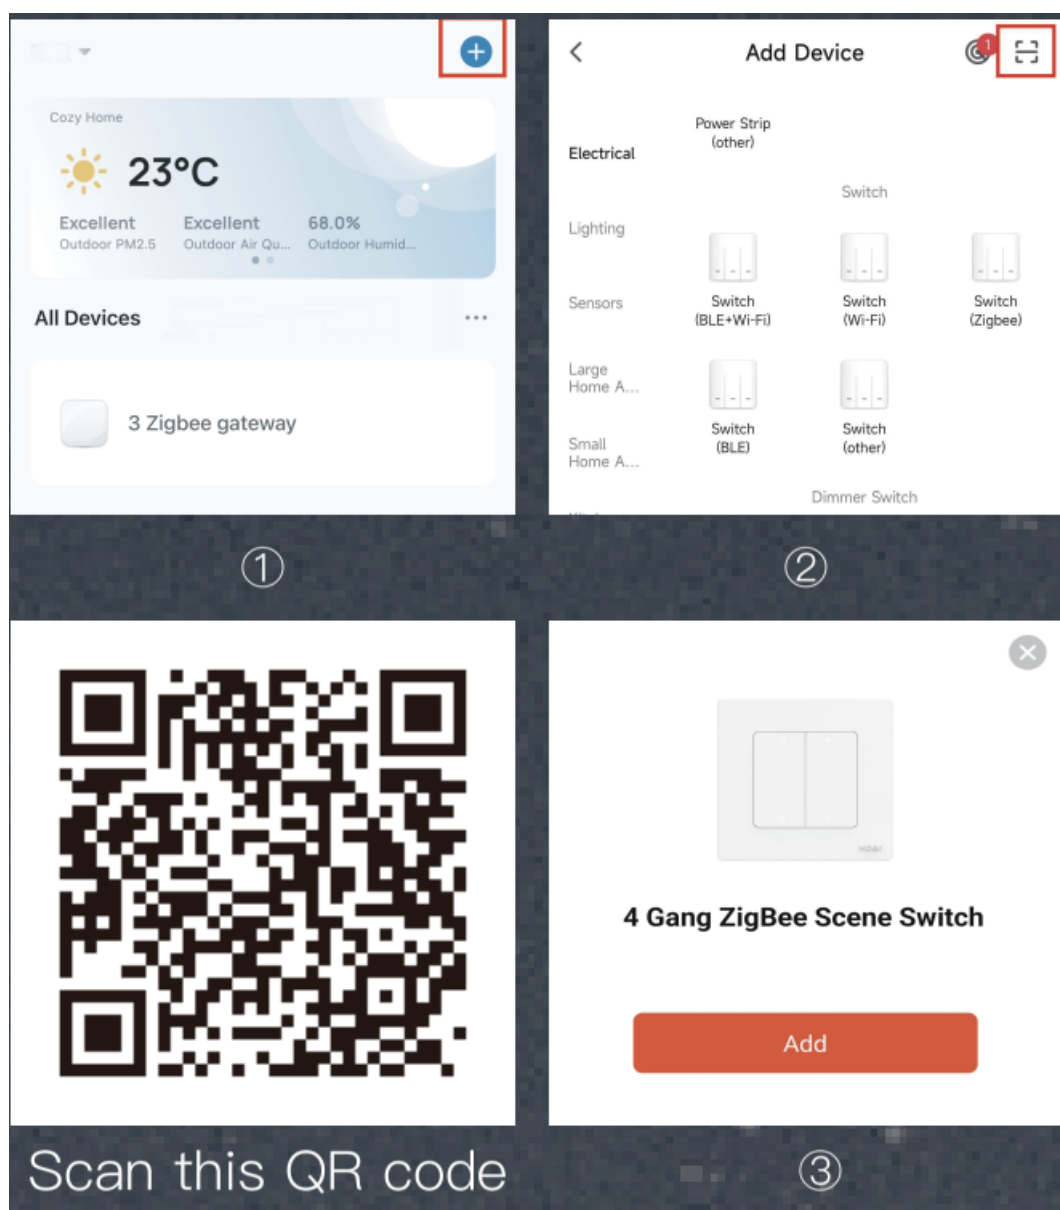 Cozy Home
23°C
Excellent
Excellent
68.0%
Outdoor PM2.5
Outdoor Air Qu...
Outdoor Humid...
All Devices
3 Zigbee gateway
①
Add Device
1
Electrical
Lighting
Sensors
Large
Home A...
Small
Home A...
Power Strip
(other)
Switch
Switch
(BLE+Wi-Fi)
Switch
(Wi-Fi)
Switch
(Zigbee)
Switch
(BLE)
Switch
(other)
Dimmer Switch
②
Scan this QR code
4 Gang ZigBee Scene Switch
Add
③